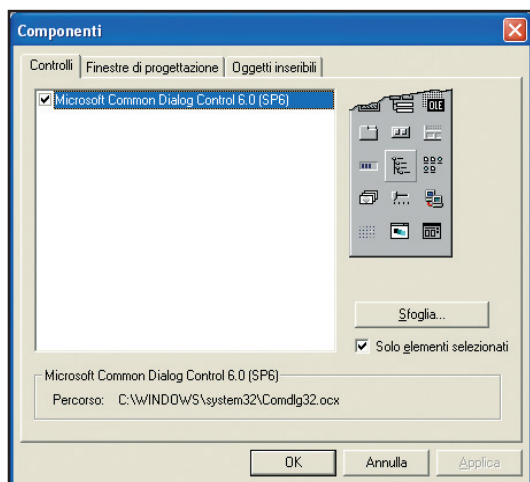 Componenti
Controlli Finestre di progettazione Oggetti inseribili
Microsoft Common Dialog Control 6.0 (SP6)
OLE
Sfoglia...
Solo elementi selezionati
Microsoft Common Dialog Control 6.0 (SP6)
Percorso: C:\WINDOWS\system32\Comdlg32.ocx
OK Annulla Applica